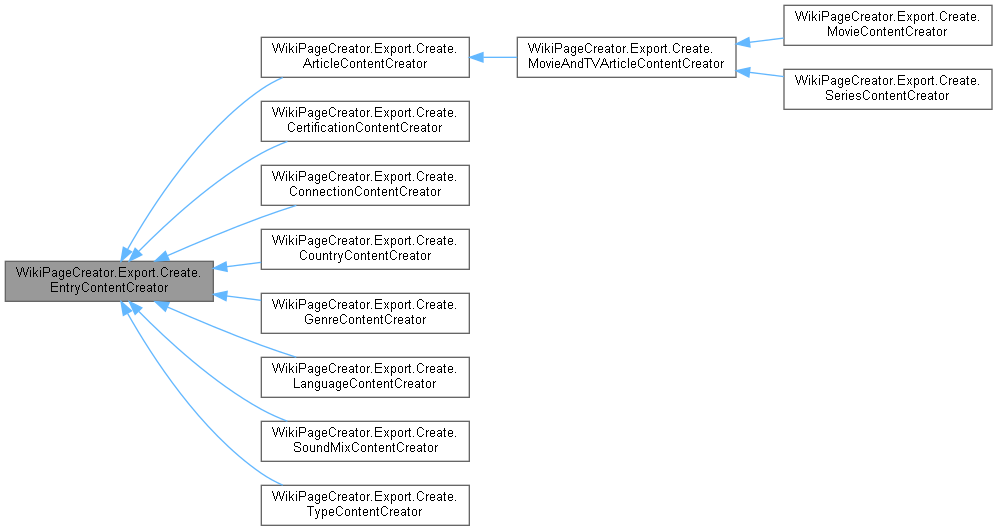 WikiPageCreator.Export.Create.
EntryContentCreator
WikiPageCreator.Export.Create.
ArticleContentCreator
WikiPageCreator.Export.Create.
CertificationContentCreator
WikiPageCreator.Export.Create.
ConnectionContentCreator
WikiPageCreator.Export.Create.
CountryContentCreator
WikiPageCreator.Export.Create.
GenreContentCreator
WikiPageCreator.Export.Create.
LanguageContentCreator
WikiPageCreator.Export.Create.
SoundMixContentCreator
WikiPageCreator.Export.Create.
TypeContentCreator
WikiPageCreator.Export.Create.
MovieAndTVArticleContentCreator
WikiPageCreator.Export.Create.
MovieContentCreator
WikiPageCreator.Export.Create.
SeriesContentCreator